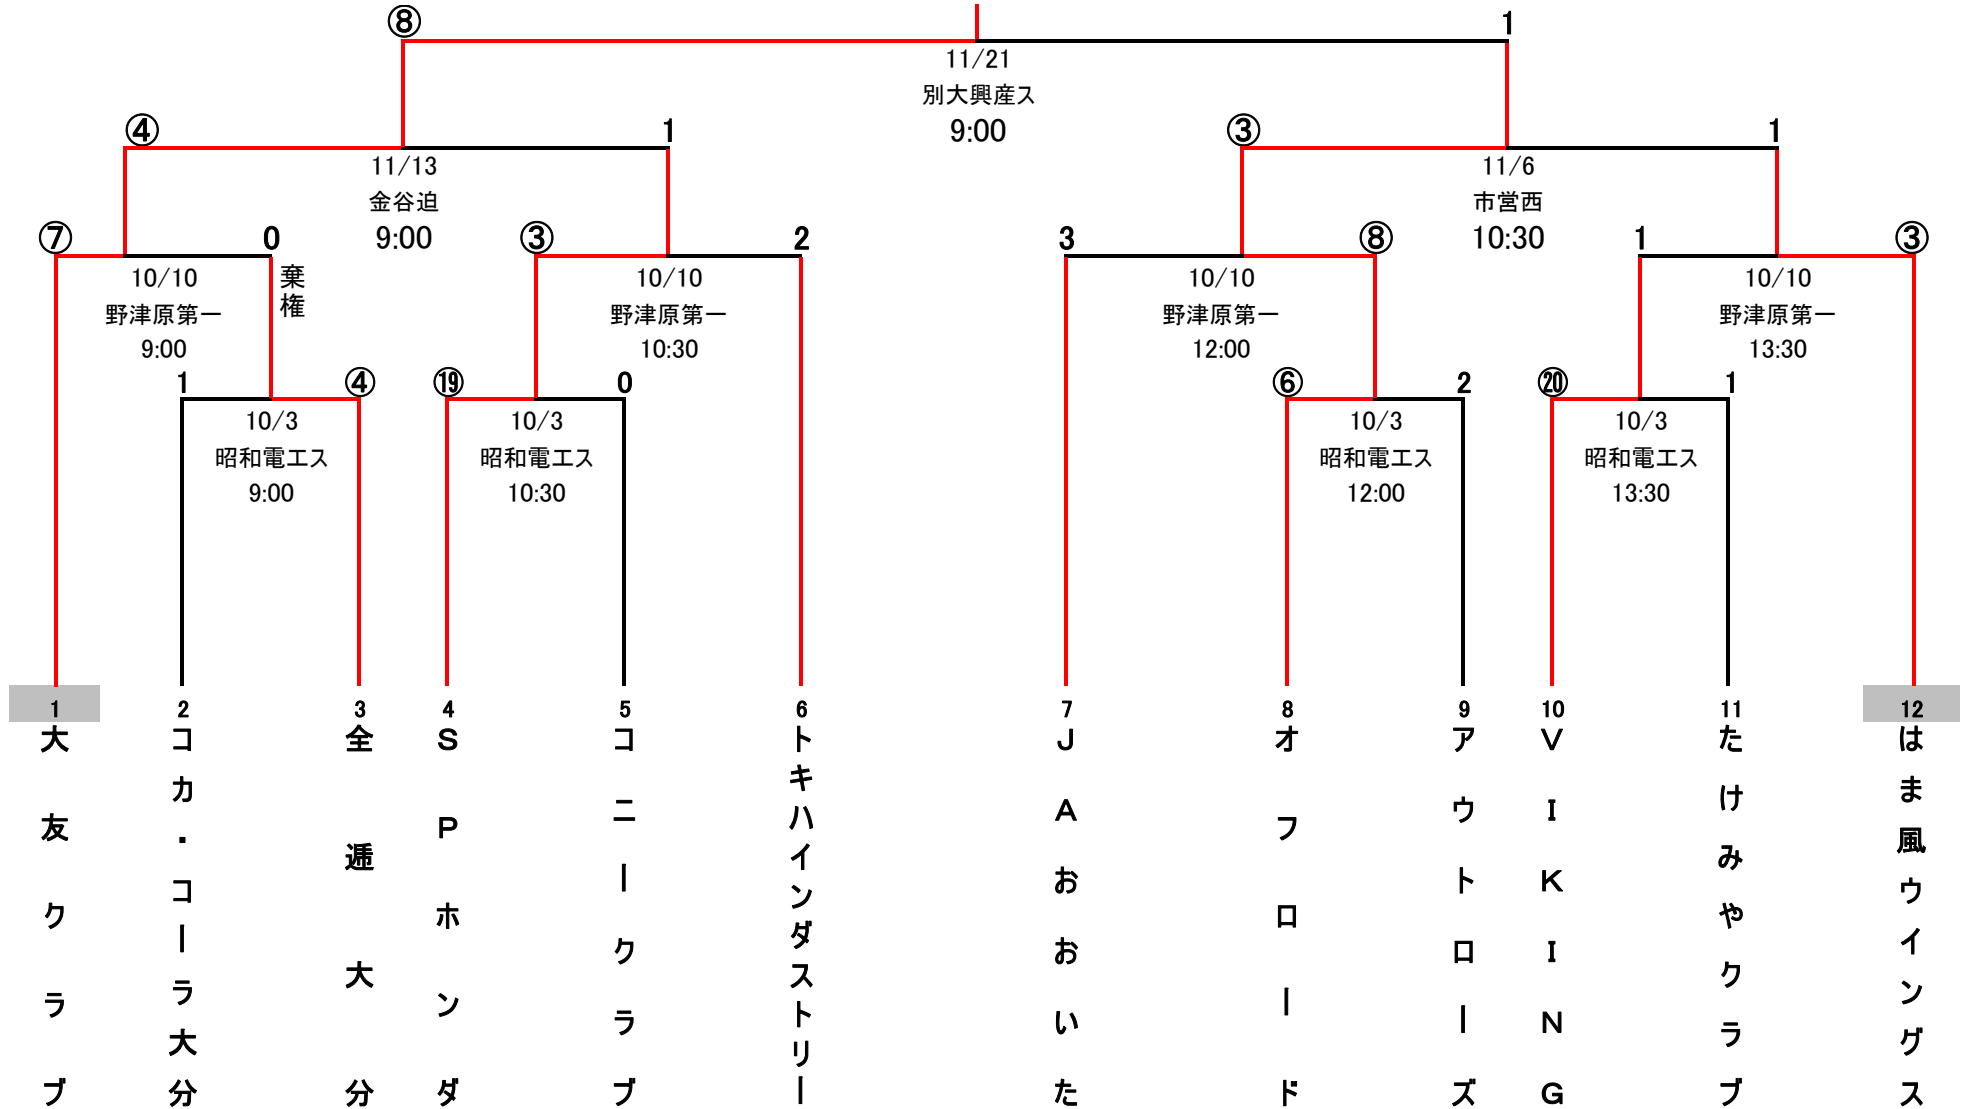 ⑧ 1
11/21
別大興産ス
9:00
④ 1
11/13
金谷迫
9:00
③ 1
11/6
市営西
10:30
⑦ 0
棄権
10/10
野津原第一
9:00
③ 2
10/10
野津原第一
10:30
3 ⑧
10/10
野津原第一
12:00
1 ③
10/10
野津原第一
13:30
1 ④
10/3
昭和電工ス
9:00
⑲ 0
10/3
昭和電工ス
10:30
⑥ 2
10/3
昭和電工ス
12:00
⑳ 1
10/3
昭和電工ス
13:30
1
大友クラブ
2
コカ・コーラ大分
3
全逓大分
4
SPホンダ
5
コニークラブ
6
トキハインダストリー
7
JAおおいた
8
オフロード
9
アウトローズ
10
VIKING
11
たけみやクラブ
12
はま風ウイングス